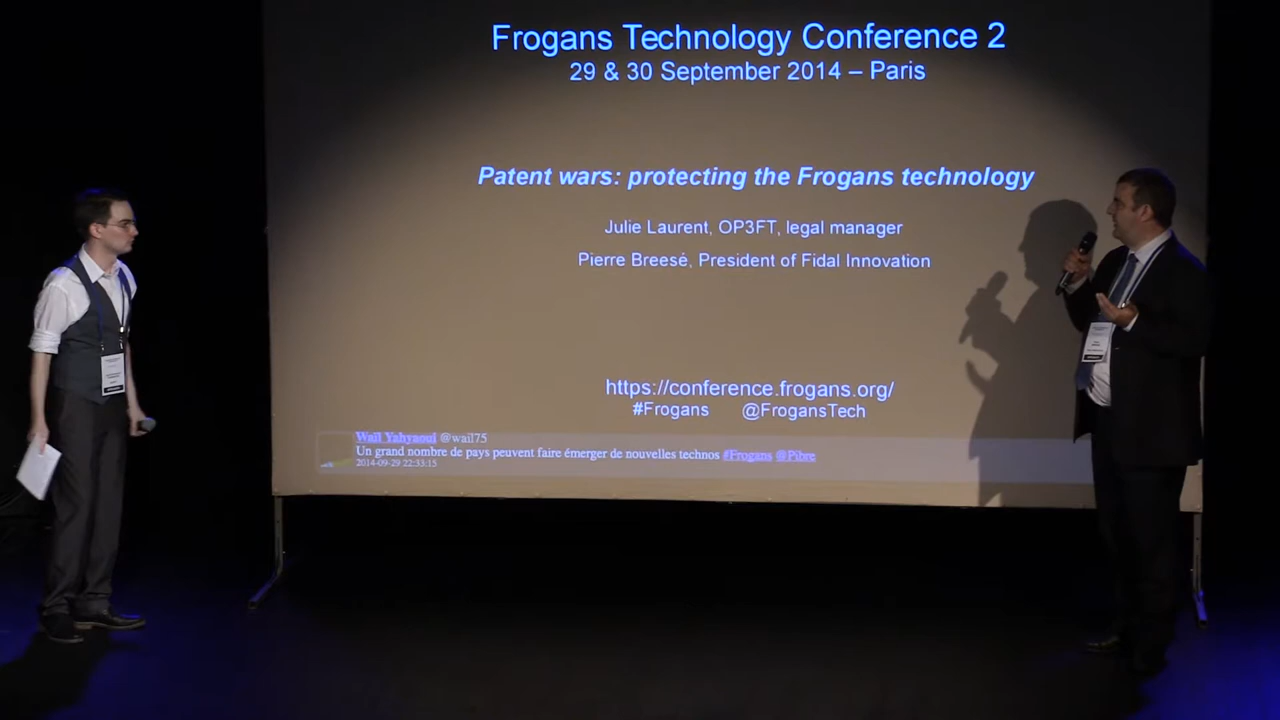 Frogans Technology Conference 2
29 & 30 September 2014 – Paris
Patent wars: protecting the Frogans technology
Julie Laurent, OP3FT, legal manager
Pierre Breesé, President of Fidal Innovation
https://conference.frogans.org/
#Frogans @FrogansTech
Waïl Yahyaoui @wail75
Un grand nombre de pays peuvent faire émerger de nouvelles technos #Frogans @Pibre
2014-09-29 22:33:15